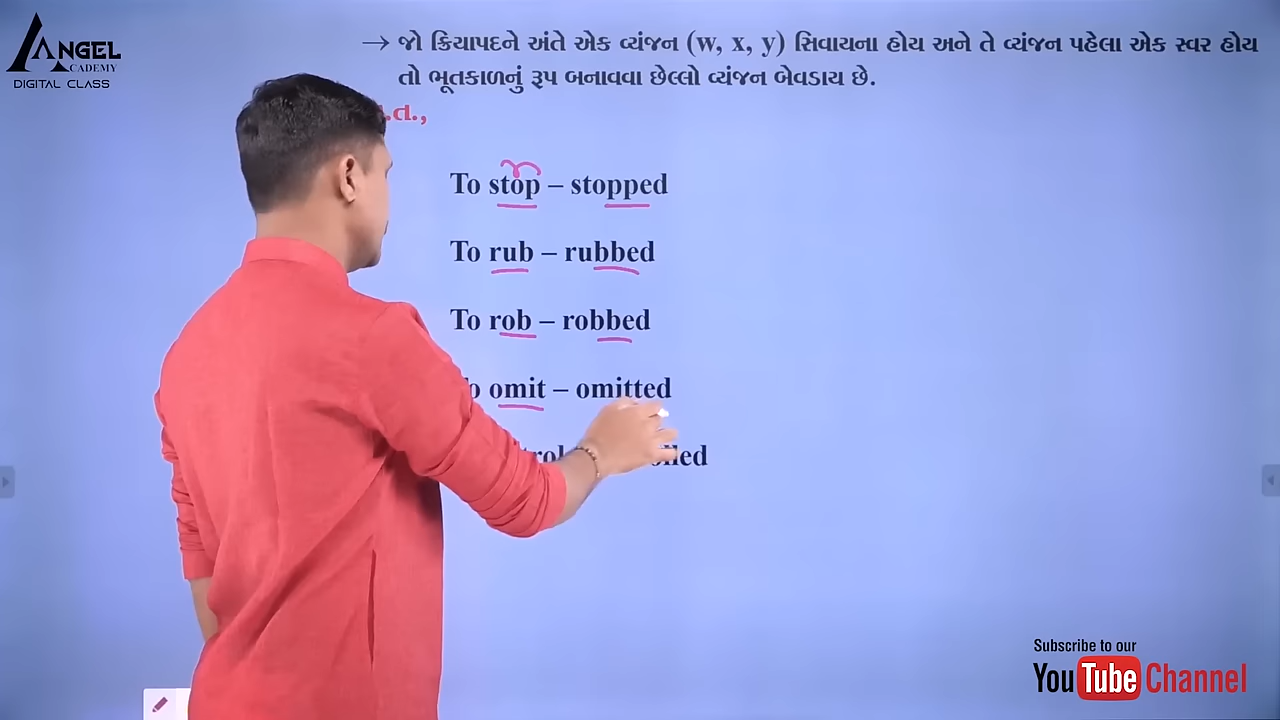 ANGEL
ACADEMY
DIGITAL CLASS
→ જો ક્રિયાપદને અંતે એક વ્યંજન (w, x, y) સિવાયના હોય અને તે વ્યંજન પહેલા એક સ્વર હોય
તો ભૂતકાળનું રૂપ બનાવવા છેલ્લો વ્યંજન બેવડાય છે.
.ત.,
To stop – stopped
To rub – rubbed
To rob – robbed
omit – omitted
Subscribe to our
YouTube Channel